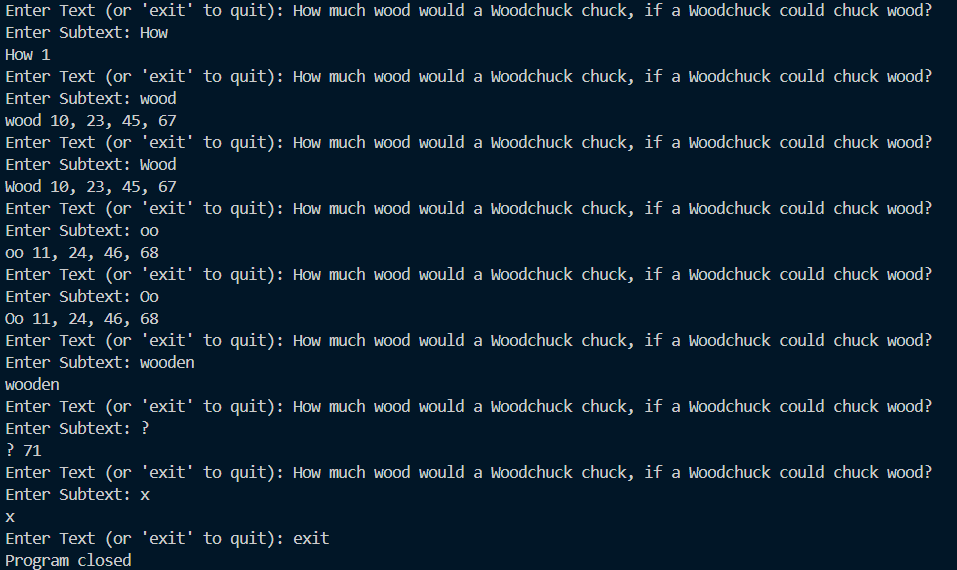 Enter Text (or 'exit' to quit): How much wood would a Woodchuck chuck, if a Woodchuck could chuck wood?
Enter Subtext: How
How 1
Enter Text (or 'exit' to quit): How much wood would a Woodchuck chuck, if a Woodchuck could chuck wood?
Enter Subtext: wood
wood 10, 23, 45, 67
Enter Text (or 'exit' to quit): How much wood would a Woodchuck chuck, if a Woodchuck could chuck wood?
Enter Subtext: Wood
Wood 10, 23, 45, 67
Enter Text (or 'exit' to quit): How much wood would a Woodchuck chuck, if a Woodchuck could chuck wood?
Enter Subtext: oo
oo 11, 24, 46, 68
Enter Text (or 'exit' to quit): How much wood would a Woodchuck chuck, if a Woodchuck could chuck wood?
Enter Subtext: Oo
Oo 11, 24, 46, 68
Enter Text (or 'exit' to quit): How much wood would a Woodchuck chuck, if a Woodchuck could chuck wood?
Enter Subtext: wooden
wooden
Enter Text (or 'exit' to quit): How much wood would a Woodchuck chuck, if a Woodchuck could chuck wood?
Enter Subtext: ?
? 71
Enter Text (or 'exit' to quit): How much wood would a Woodchuck chuck, if a Woodchuck could chuck wood?
Enter Subtext: x
x
Enter Text (or 'exit' to quit): exit
Program closed